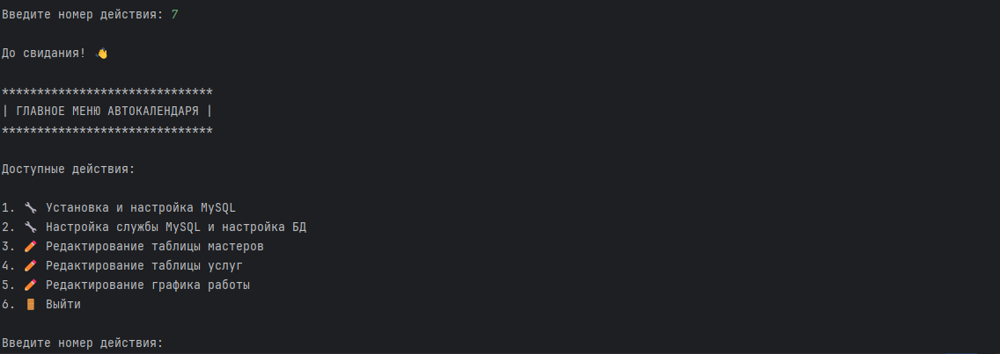 Введите номер действия: 7
До свидания! 👋
******************************
| ГЛАВНОЕ МЕНЮ АВТОКАЛЕНДАРЯ |
******************************
Доступные действия:
1. 🔧 Установка и настройка MySQL
2. 🔧 Настройка службы MySQL и настройка БД
3. ✏️ Редактирование таблицы мастеров
4. ✏️ Редактирование таблицы услуг
5. ✏️ Редактирование графика работы
6. 🚪 Выйти
Введите номер действия: